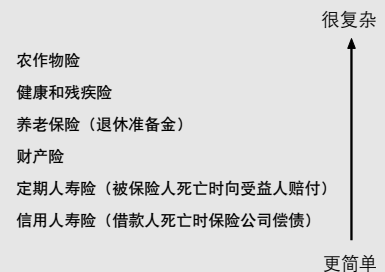 很复杂
农作物险
健康和残疾险
养老保险（退休准备金）
财产险
定期人寿险（被保险人死亡时向受益人赔付）
信用人寿险（借款人死亡时保险公司偿债）
更简单